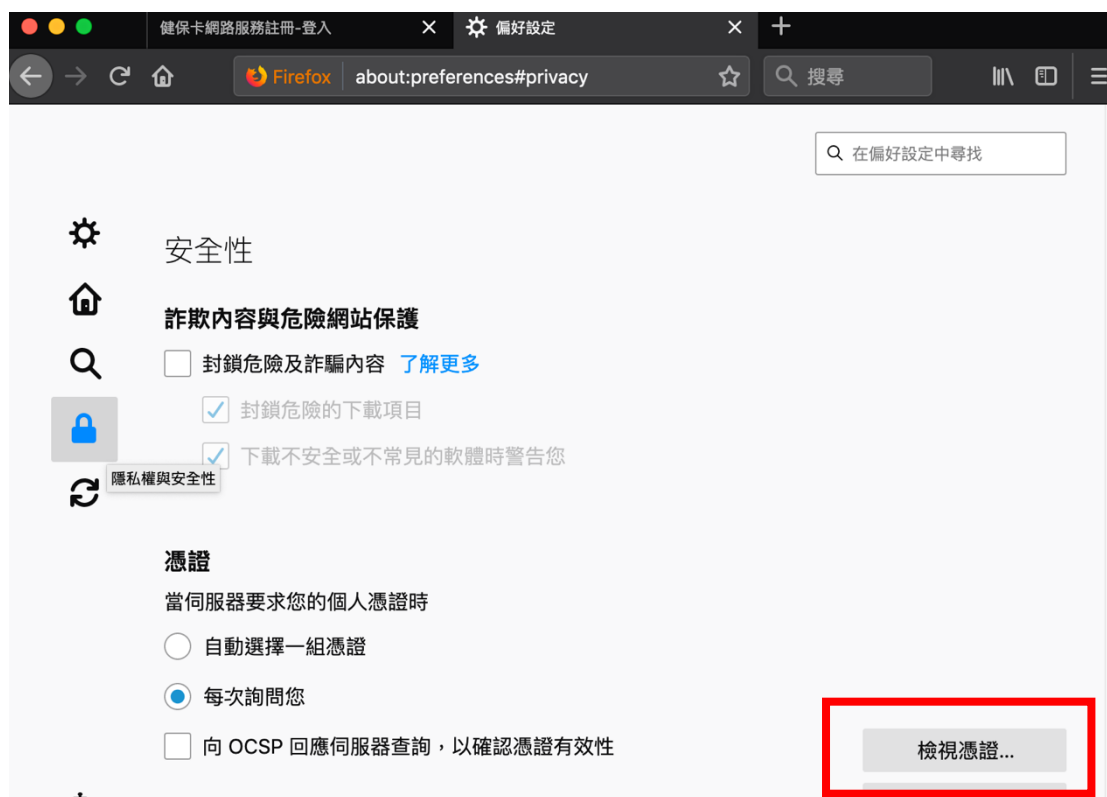 健保卡網路服務註冊-登入
偏好設定
Firefox about:preferences#privacy
搜尋
在偏好設定中尋找
安全性
詐欺內容與危險網站保護
封鎖危險及詐騙內容 了解更多
封鎖危險的下載項目
下載不安全或不常見的軟體時警告您
隱私權與安全性
憑證
當伺服器要求您的個人憑證時
自動選擇一組憑證
每次詢問您
向 OCSP 回應伺服器查詢，以確認憑證有效性
檢視憑證...